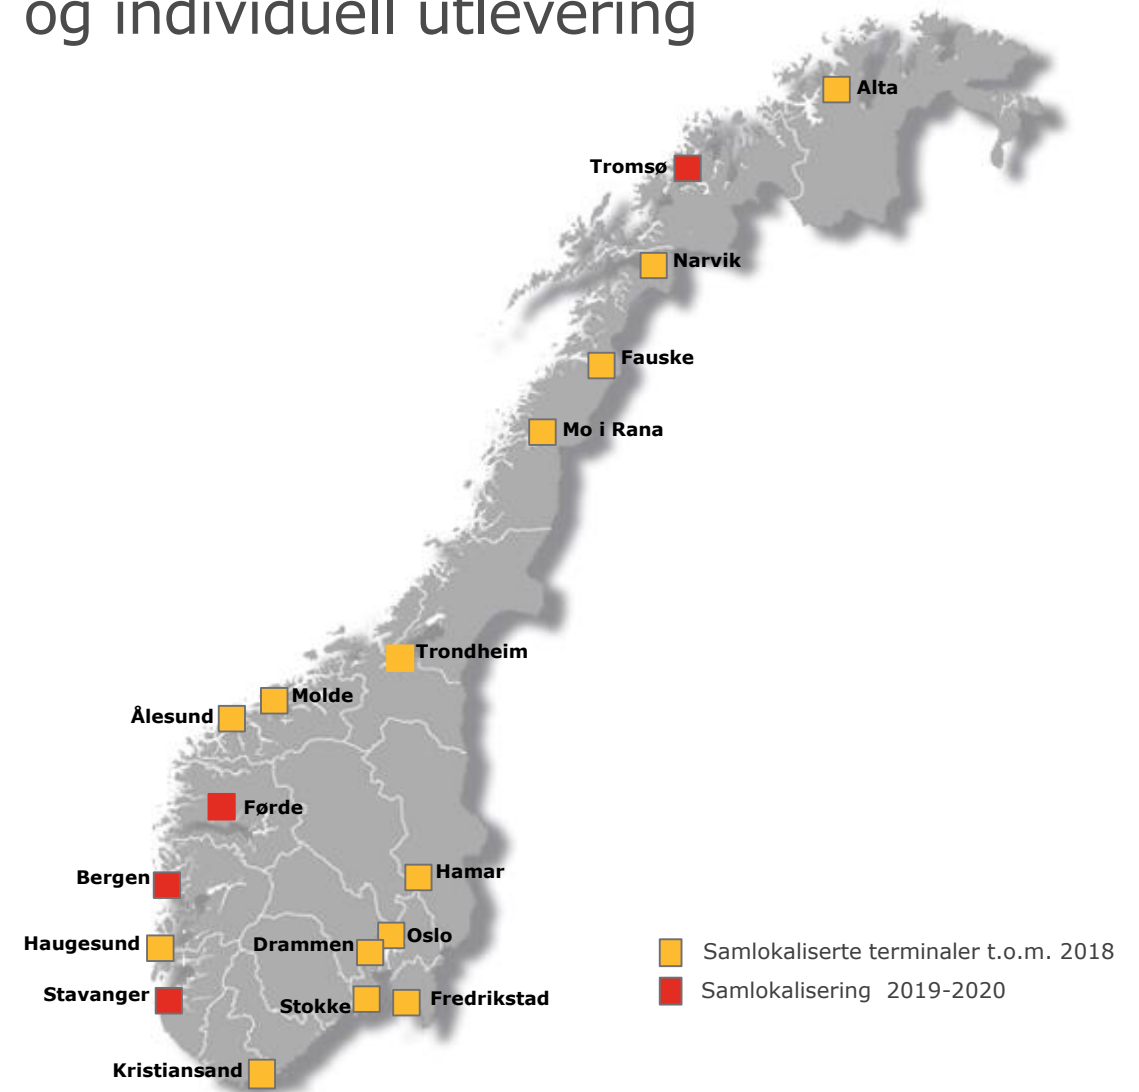 og individuell utlevering
Alta
Tromsø
Narvik
Fauske
Mo i Rana
Trondheim
Molde
Ålesund
Førde
Hamar
Bergen
Oslo
Haugesund
Drammen
Samlokaliserte terminaler t.o.m. 2018
Samlokalisering 2019-2020
Stavanger
Stokke
Fredrikstad
Kristiansand